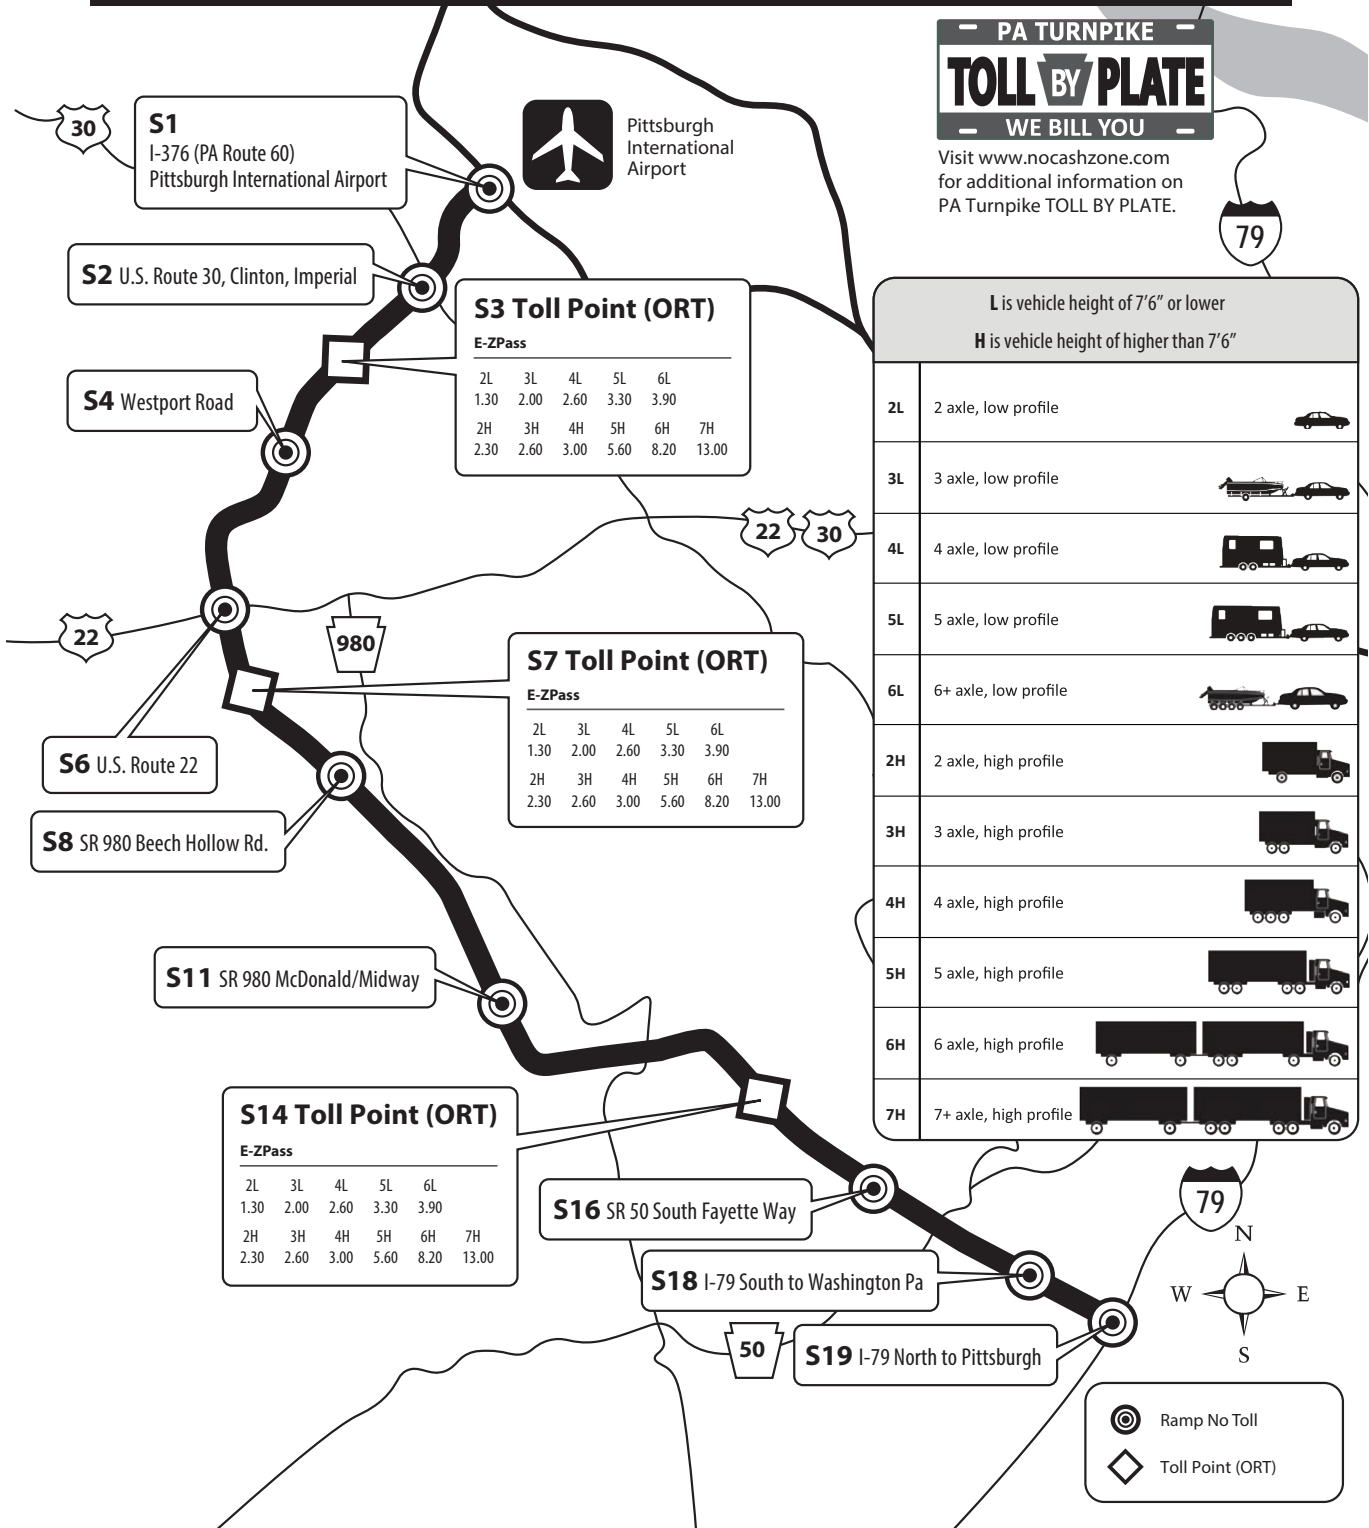 PA TURNPIKE
TOLL BY PLATE
WE BILL YOU
Visit www.nocashzone.com
for additional information on
PA Turnpike TOLL BY PLATE.
30
S1
I-376 (PA Route 60)
Pittsburgh International Airport
Pittsburgh
International
Airport
79
S2 U.S. Route 30, Clinton, Imperial
S3 Toll Point (ORT)
E-ZPass
2L 3L 4L 5L 6L
1.30 2.00 2.60 3.30 3.90
2H 3H 4H 5H 6H 7H
2.30 2.60 3.00 5.60 8.20 13.00
S4 Westport Road
22
30
22
980
S7 Toll Point (ORT)
E-ZPass
2L 3L 4L 5L 6L
1.30 2.00 2.60 3.30 3.90
2H 3H 4H 5H 6H 7H
2.30 2.60 3.00 5.60 8.20 13.00
S6 U.S. Route 22
S8 SR 980 Beech Hollow Rd.
S11 SR 980 McDonald/Midway
S14 Toll Point (ORT)
E-ZPass
2L 3L 4L 5L 6L
1.30 2.00 2.60 3.30 3.90
2H 3H 4H 5H 6H 7H
2.30 2.60 3.00 5.60 8.20 13.00
S16 SR 50 South Fayette Way
S18 I-79 South to Washington Pa
50
S19 I-79 North to Pittsburgh
L is vehicle height of 7'6" or lower
H is vehicle height of higher than 7'6"
2L 2 axle, low profile
3L 3 axle, low profile
4L 4 axle, low profile
5L 5 axle, low profile
6L 6+ axle, low profile
2H 2 axle, high profile
3H 3 axle, high profile
4H 4 axle, high profile
5H 5 axle, high profile
6H 6 axle, high profile
7H 7+ axle, high profile
79
N
W E
S
Ramp No Toll
Toll Point (ORT)